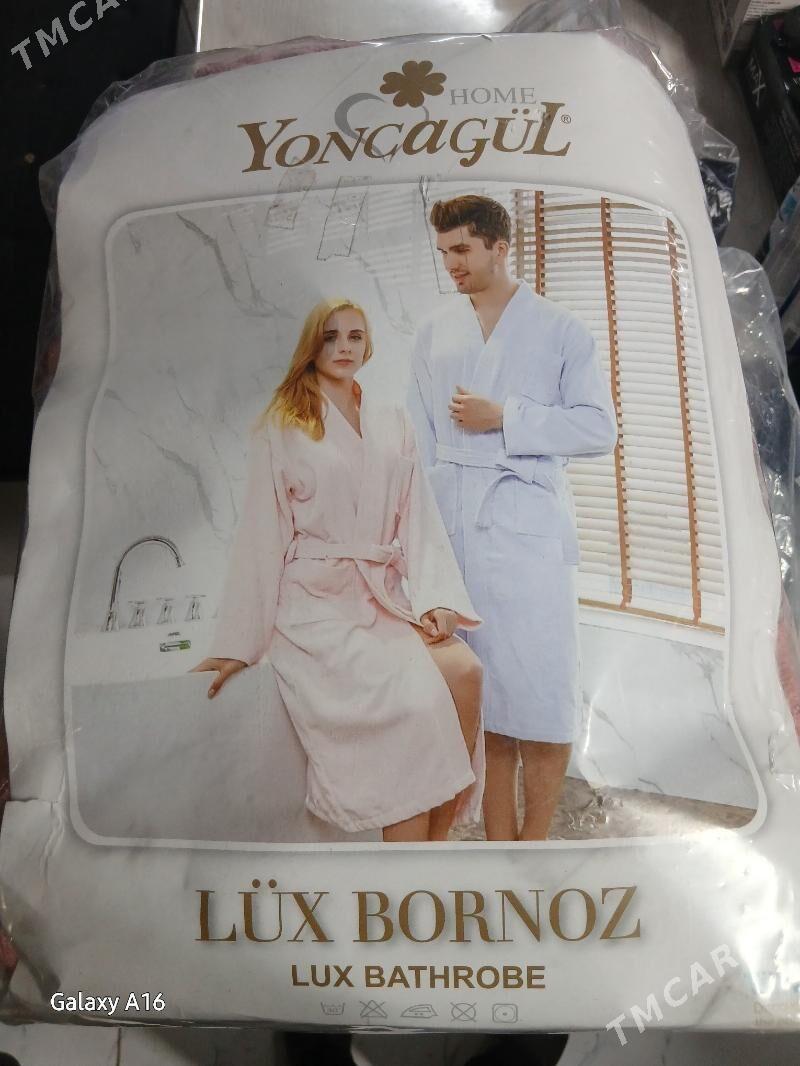 TMCAR
HOME
YONCAGÜL®
LÜX BORNOZ
LUX BATHROBE
Galaxy A16
TMCAR